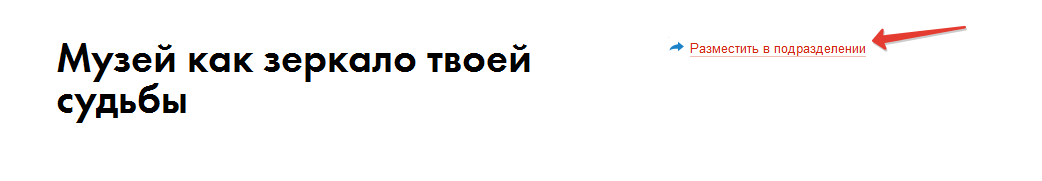 Музей как зеркало твоей
судьбы
Разместить в подразделении